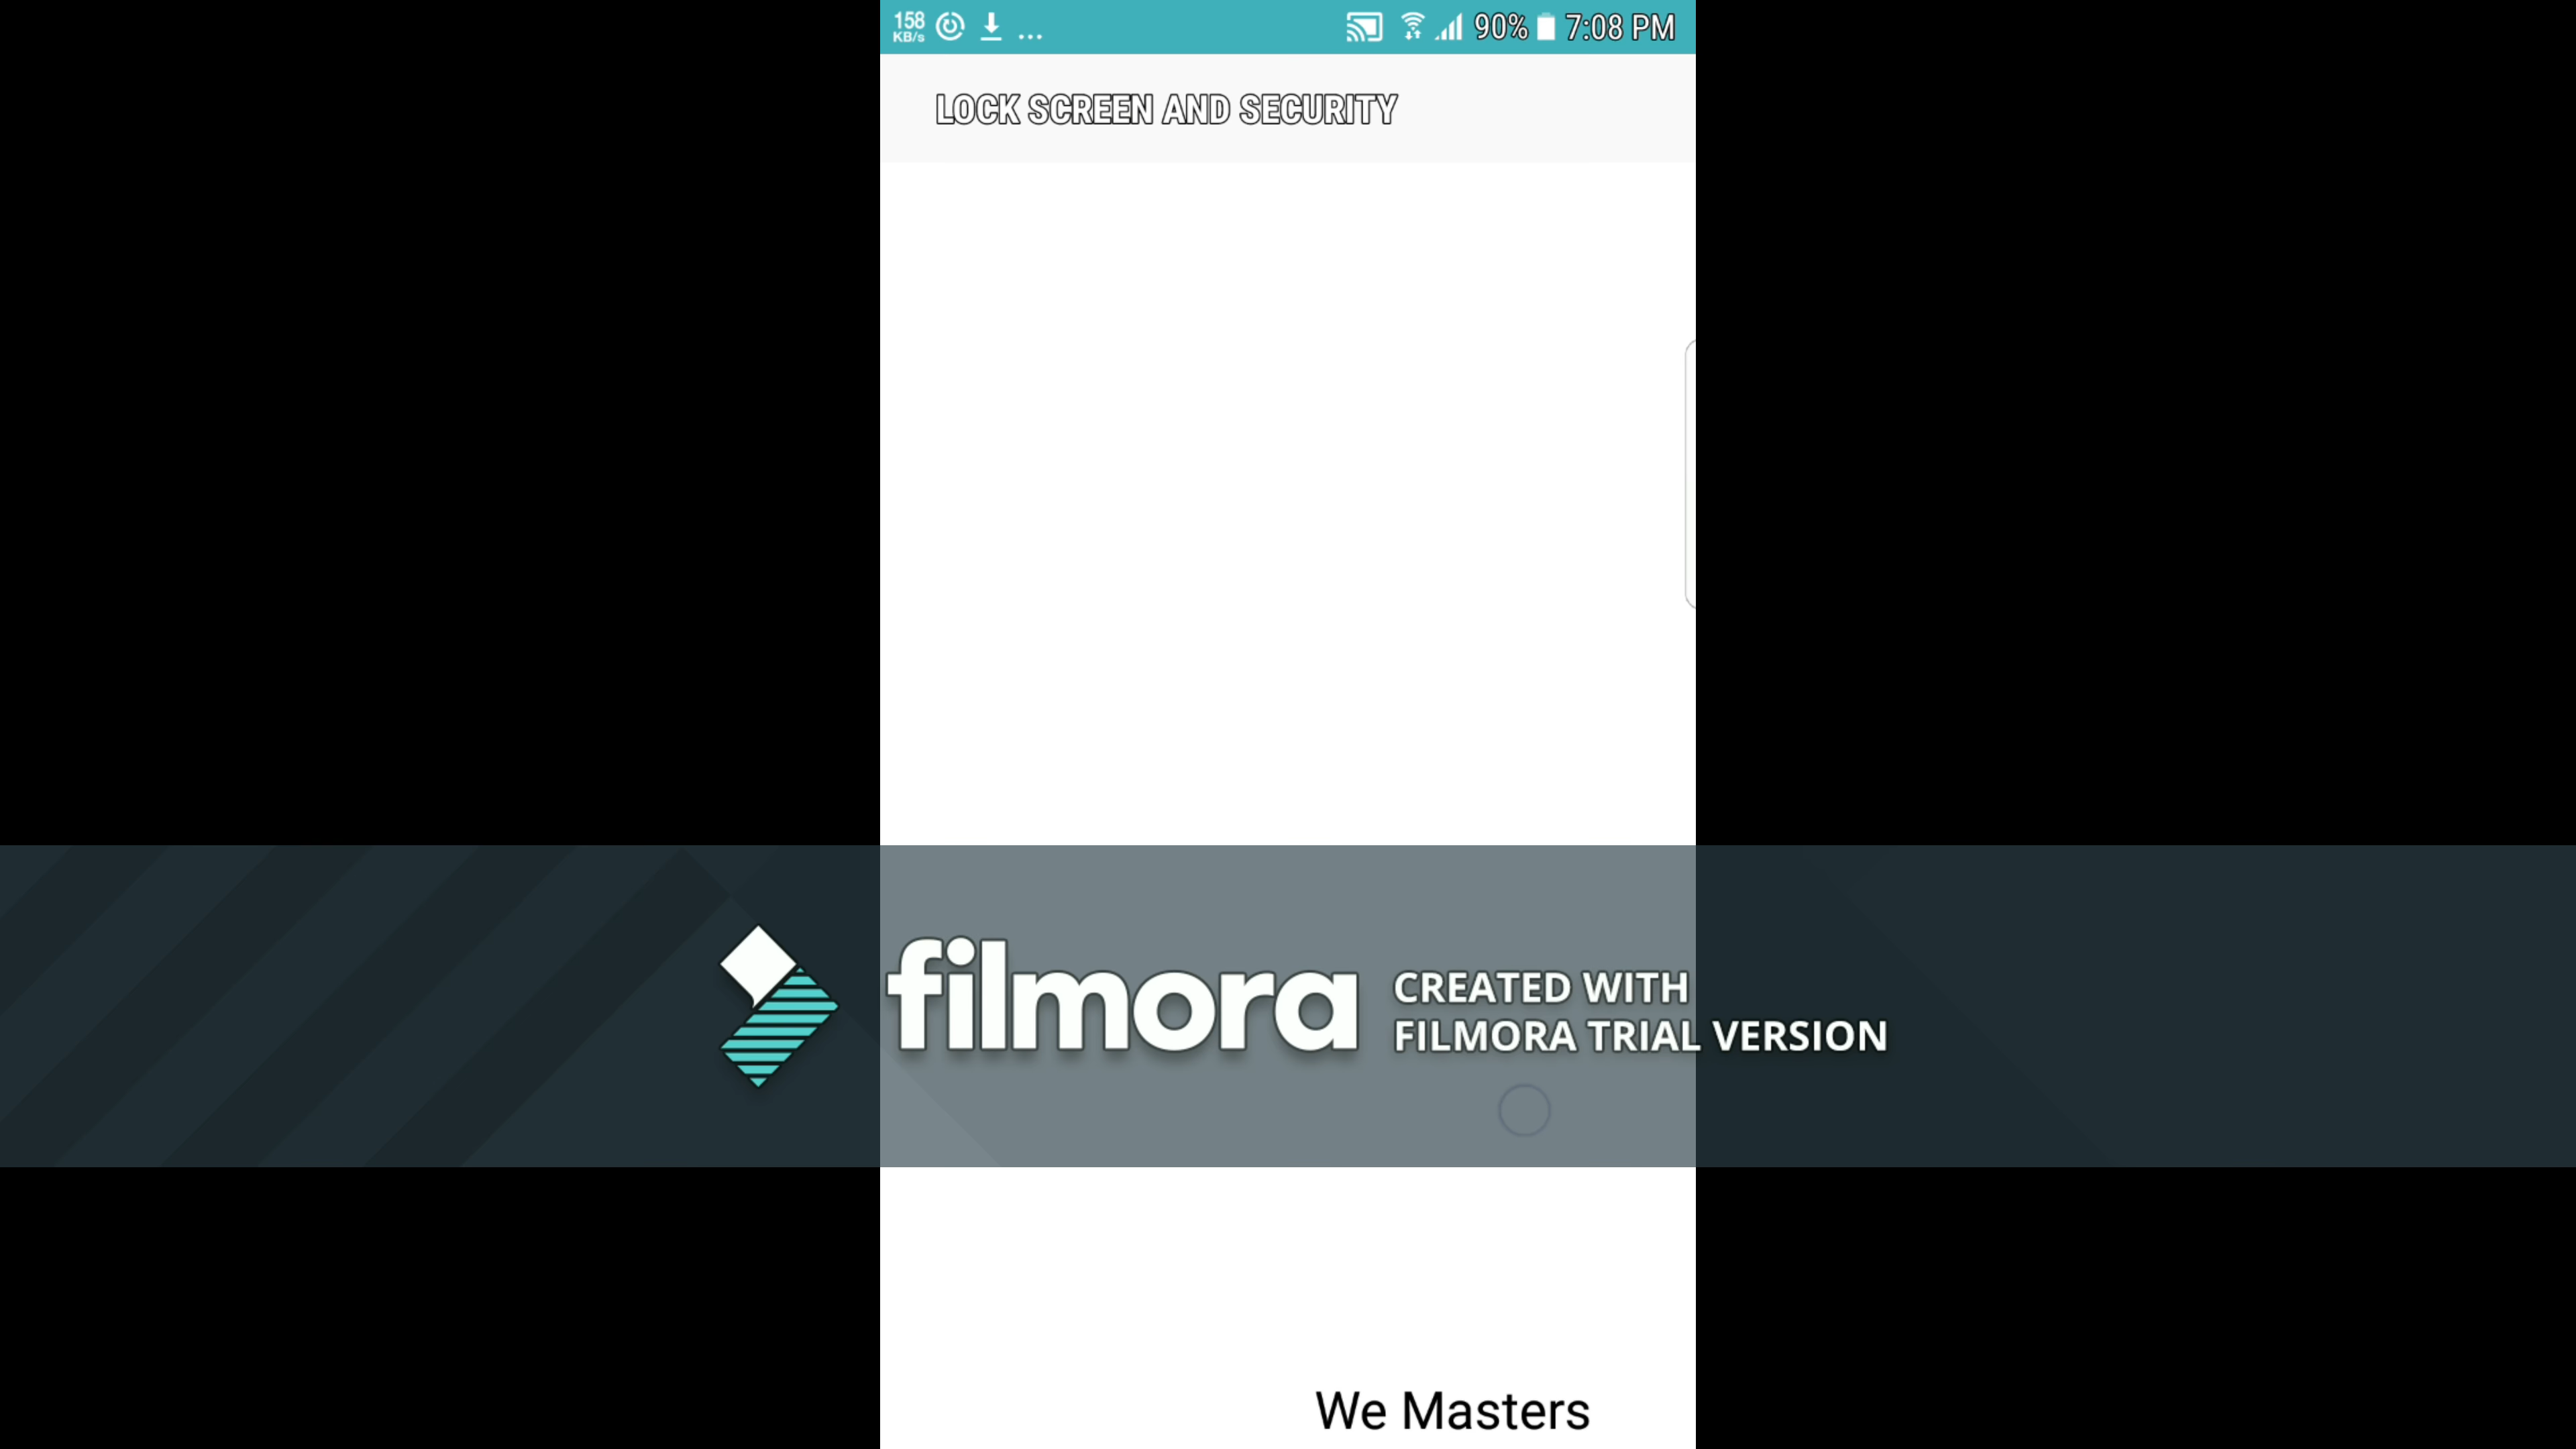 158
KB/s
... 90% 7:08 PM
LOCK SCREEN AND SECURITY
filmora
CREATED WITH
FILMORA TRIAL VERSION
We Masters